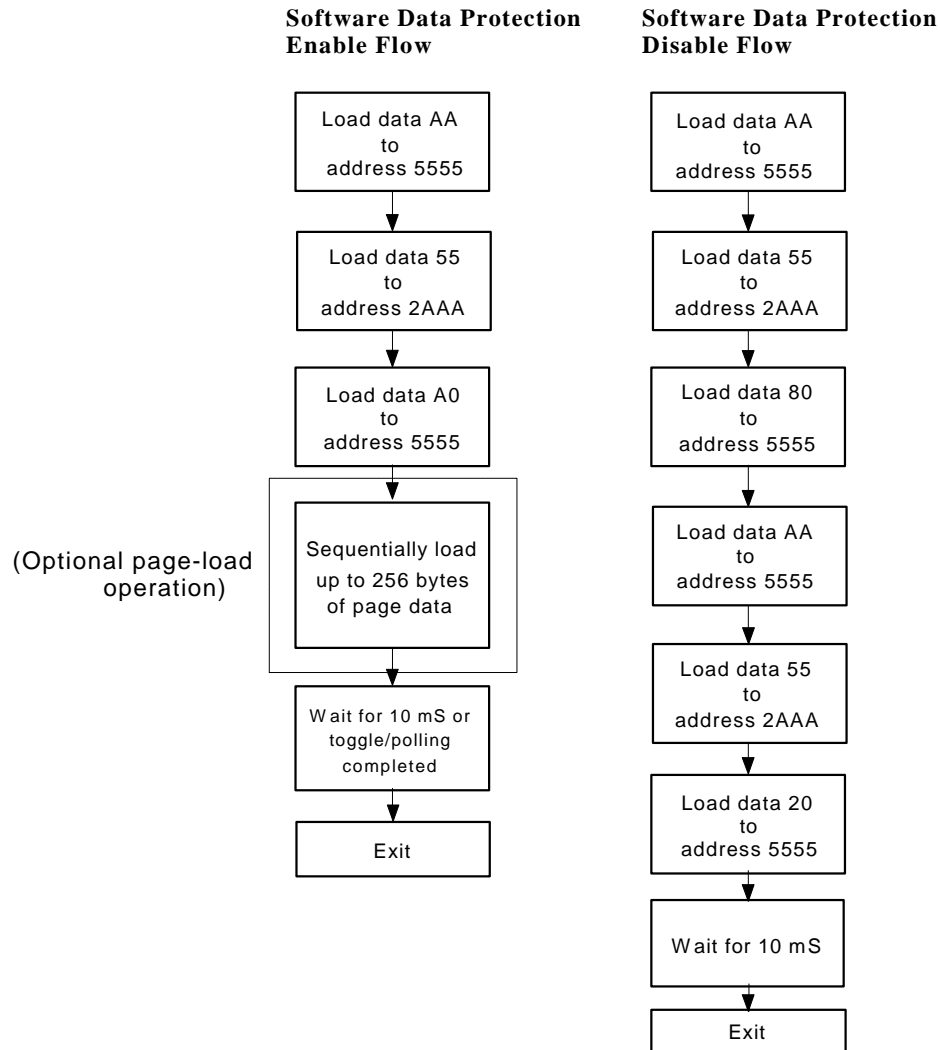 Software Data Protection
Enable Flow
Load data AA
to
address 5555
Load data 55
to
address 2AAA
Load data A0
to
address 5555
(Optional page-load
operation)
Sequentially load
up to 256 bytes
of page data
Wait for 10 mS or
toggle/polling
completed
Exit
Software Data Protection
Disable Flow
Load data AA
to
address 5555
Load data 55
to
address 2AAA
Load data 80
to
address 5555
Load data AA
to
address 5555
Load data 55
to
address 2AAA
Load data 20
to
address 5555
Wait for 10 mS
Exit